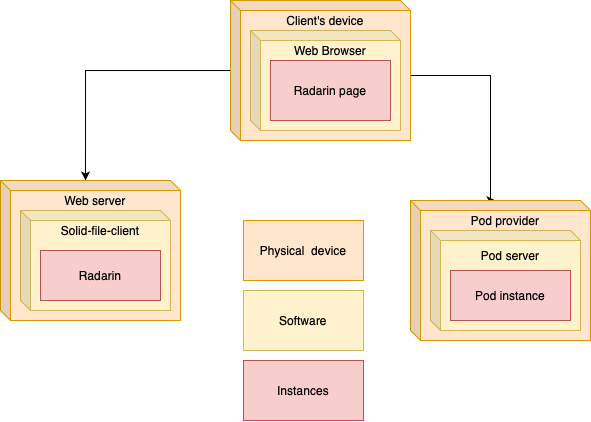 Client's device
Web Browser
Radarin page
Web server
Solid-file-client
Radarin
Pod provider
Pod server
Pod instance
Physical  device
Software
Instances